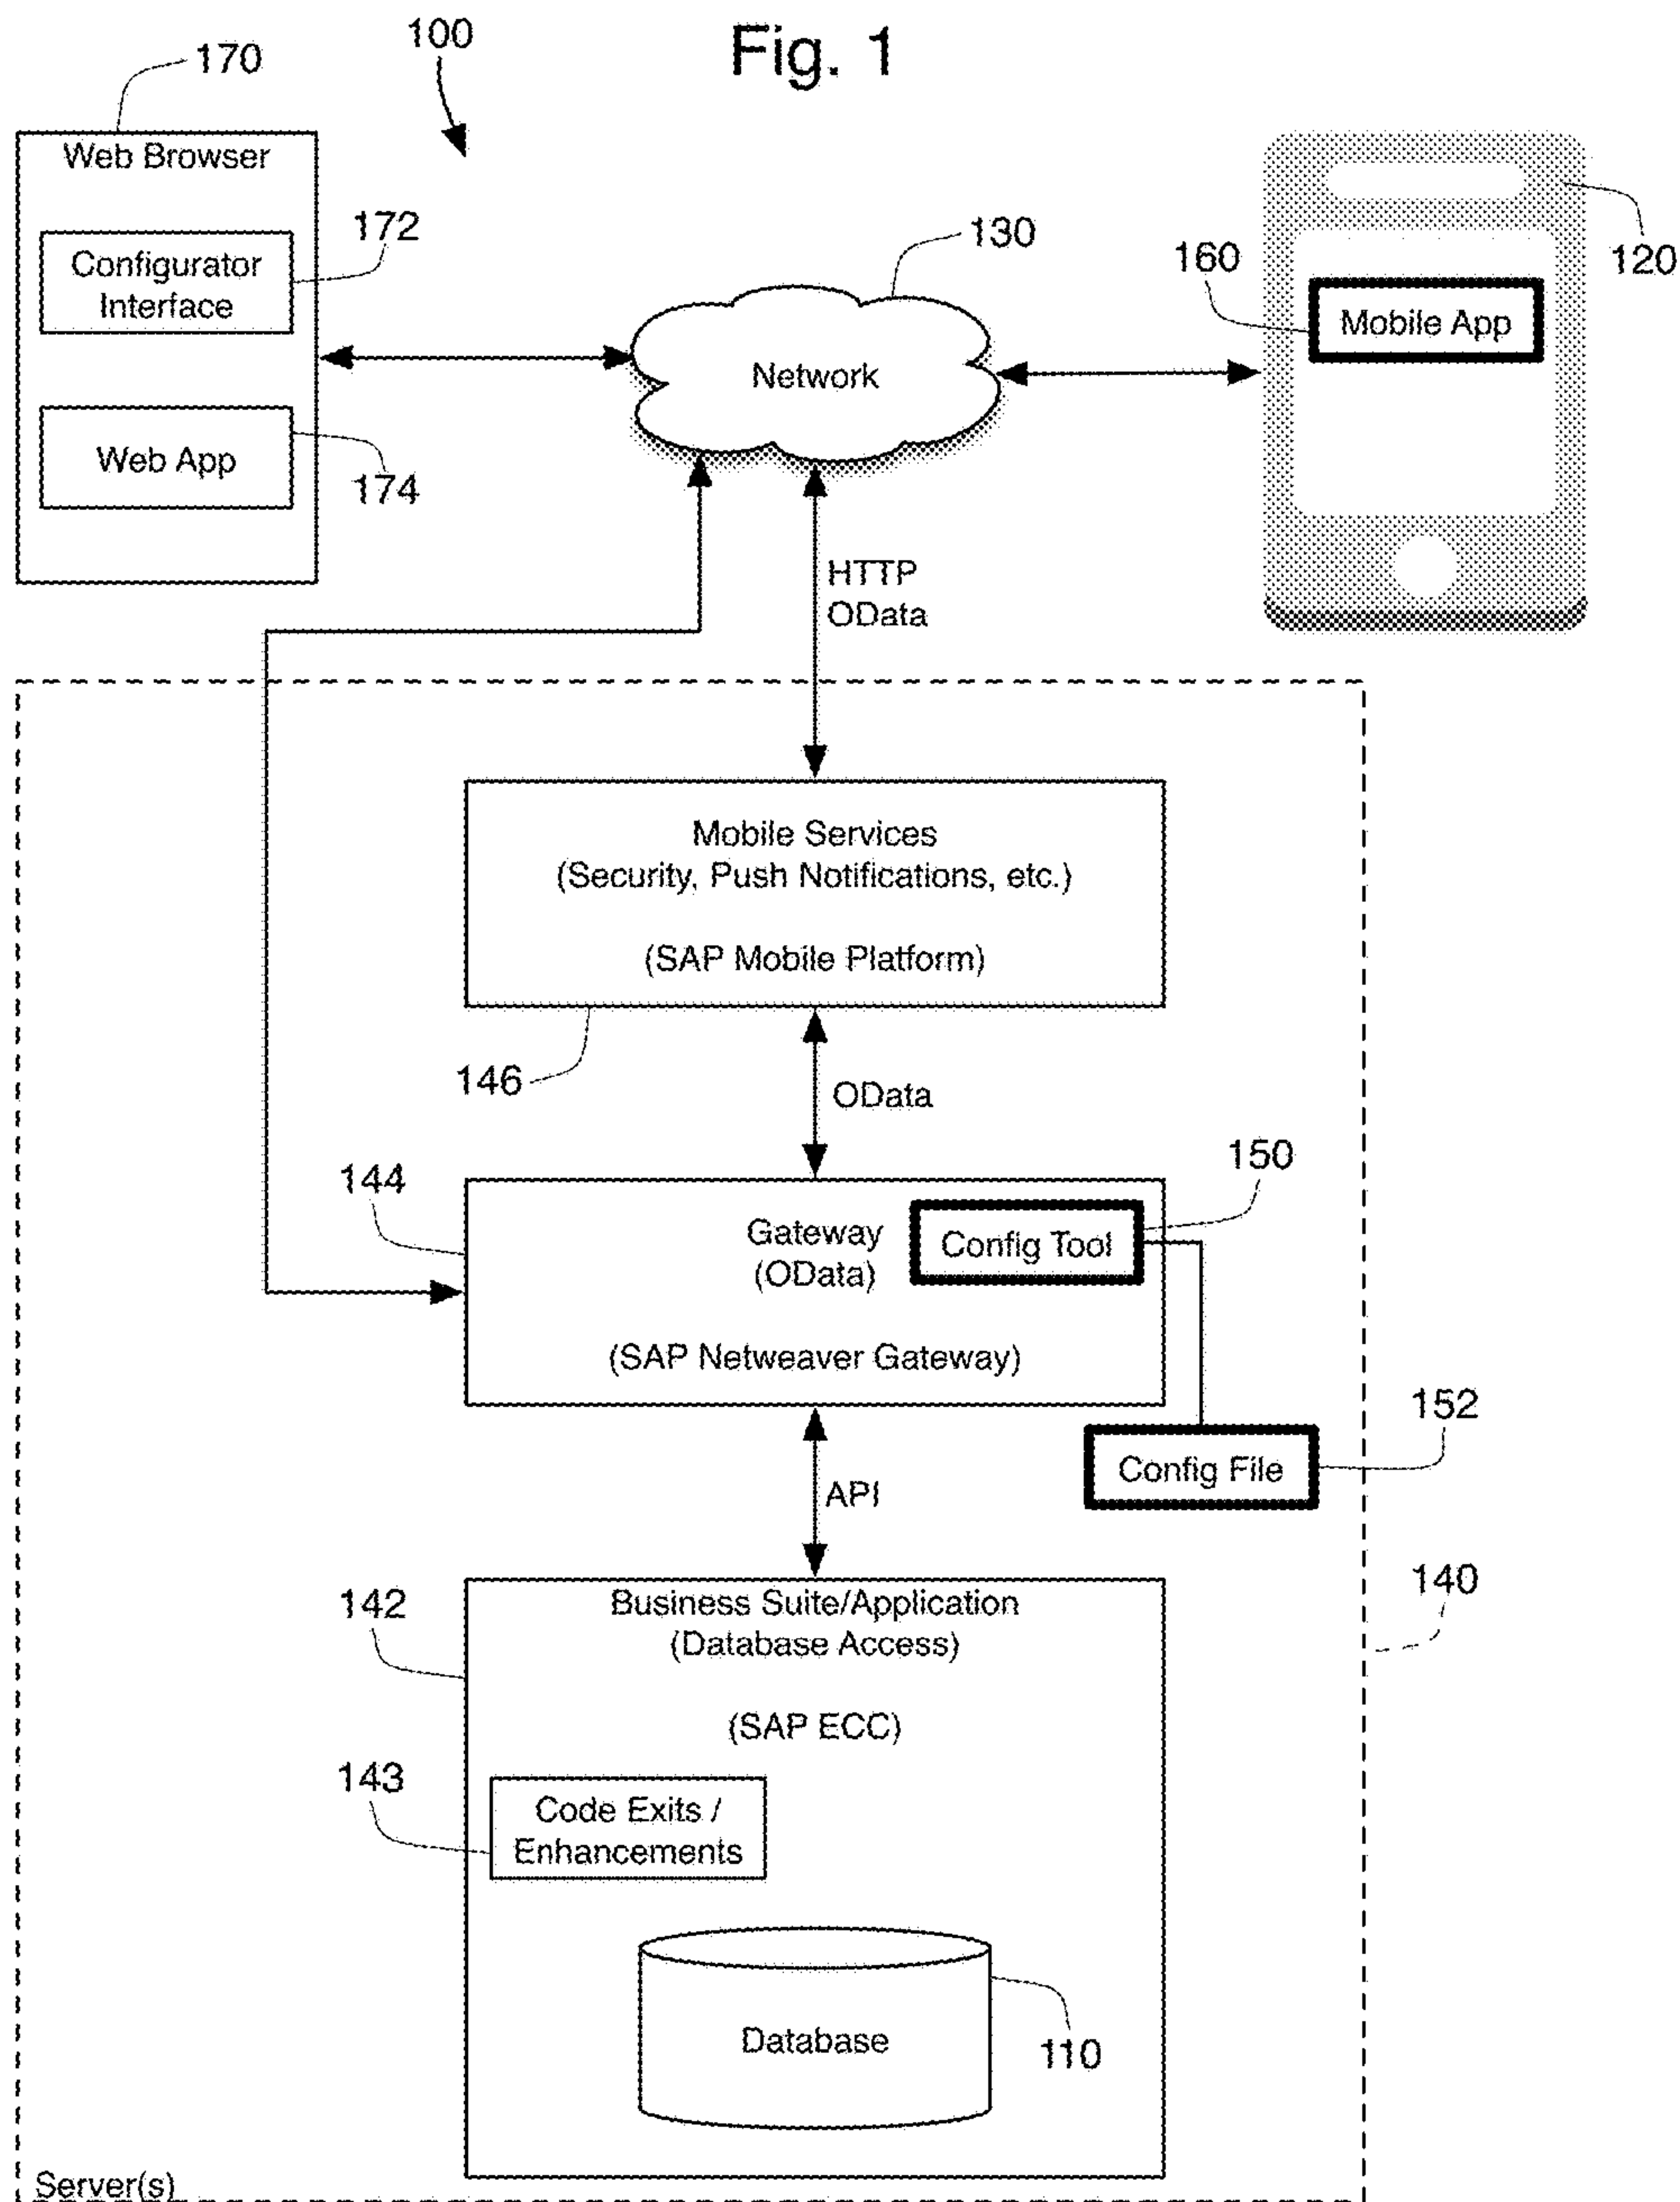 Fig. 1
100
170
Web Browser
172
Configurator
Interface
Web App
174
130
Network
160
120
Mobile App
HTTP
OData
Mobile Services
(Security, Push Notifications, etc.)
(SAP Mobile Platform)
146
OData
144
150
Gateway
(OData)
Config Tool
(SAP Netweaver Gateway)
152
Config File
API
140
142
Business Suite/Application
(Database Access)
(SAP ECC)
143
Code Exits /
Enhancements
Database
110
Server(s)